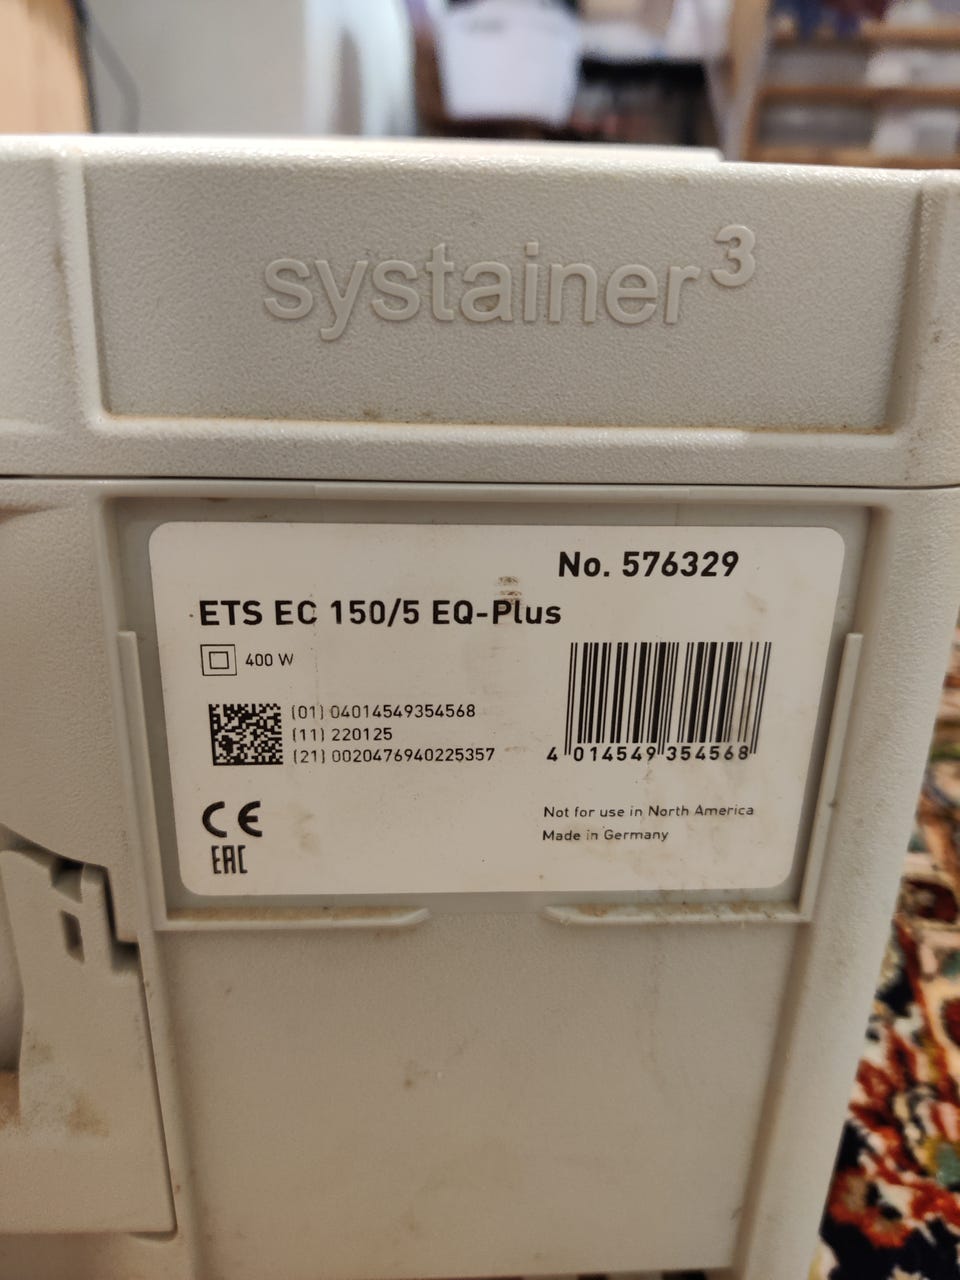 systainer³
No. 576329
ETS EC 150/5 EQ-Plus
400 W
(01) 04014549354568
(11) 220125
(21) 0020476940225357
4 014549 354568
CE
EAC
Not for use in North America
Made in Germany